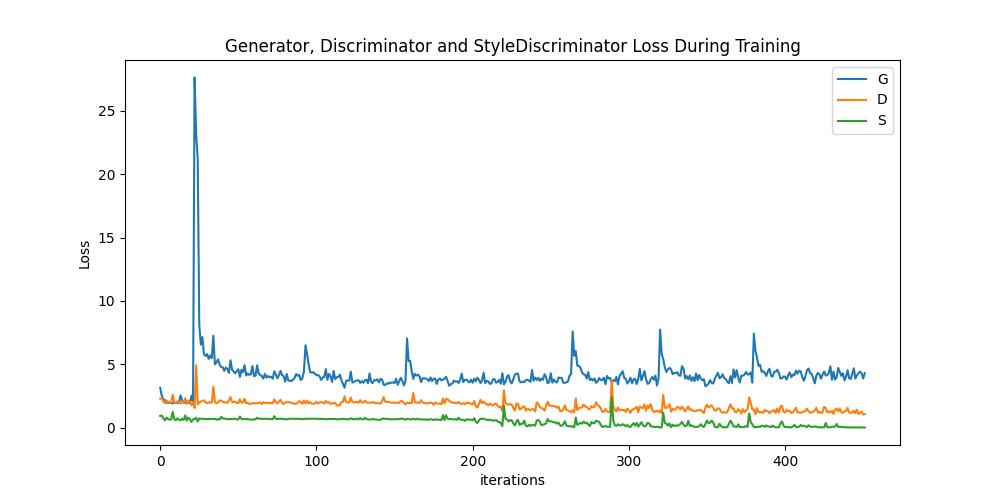 Generator, Discriminator and StyleDiscriminator Loss During Training
G
D
S
25
20
15
10
5
0
Loss
0 100 200 300 400
iterations